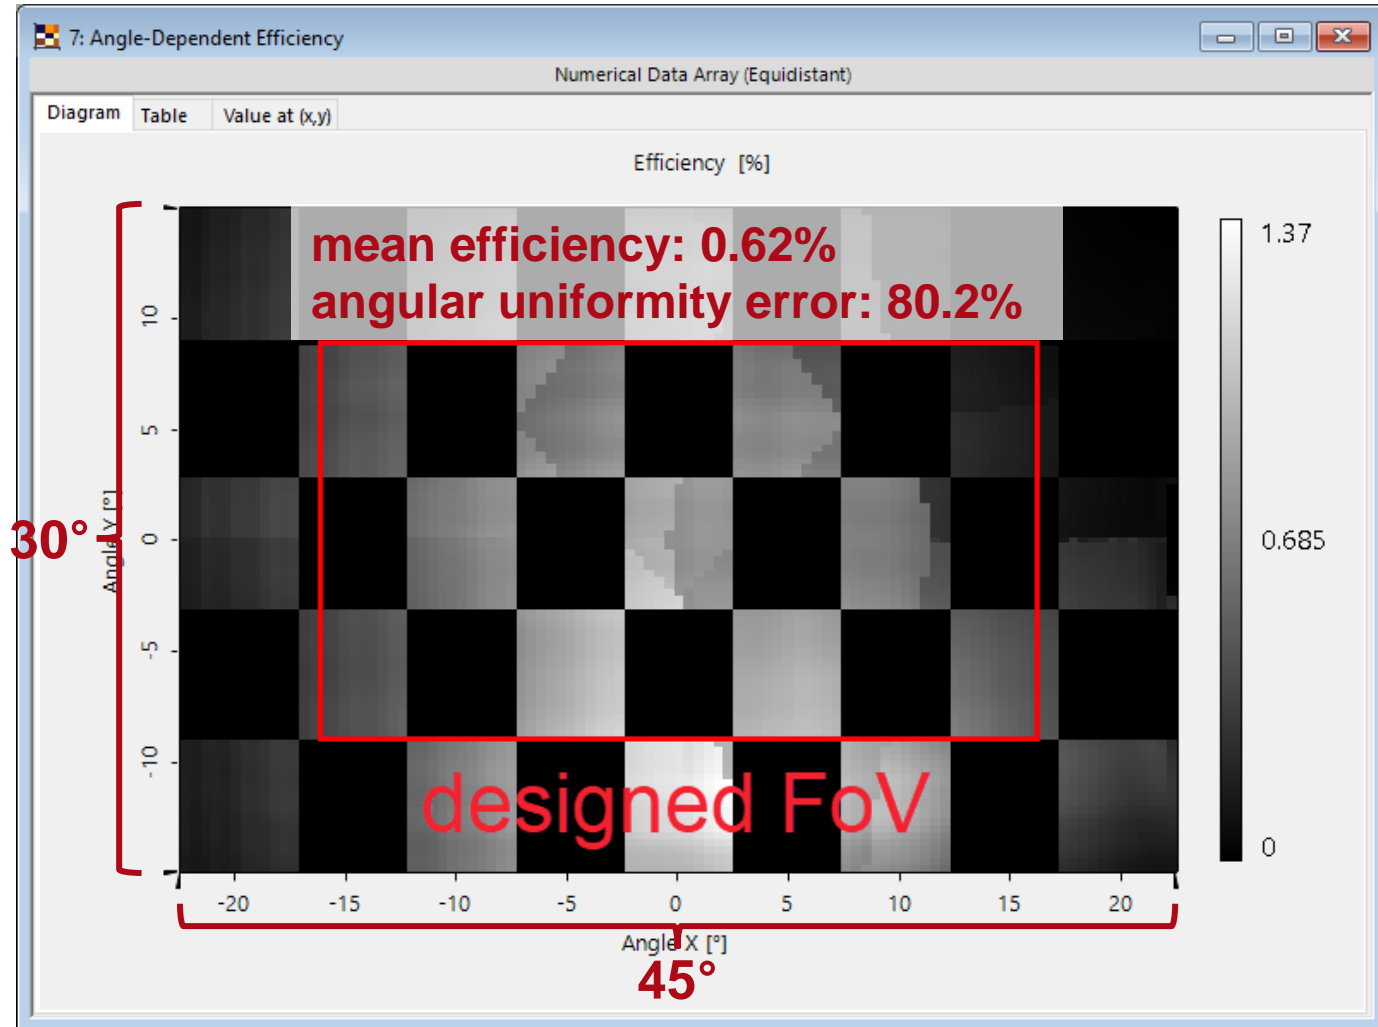 7: Angle-Dependent Efficiency
Numerical Data Array (Equidistant)
Diagram Table Value at (x,y)
Efficiency [%]
mean efficiency: 0.62%
angular uniformity error: 80.2%
1.37
0.685
0
10
5
0
-5
-10
Angle Y [°]
30°
designed FoV
-20 -15 -10 -5 0 5 10 15 20
Angle X [°]
45°